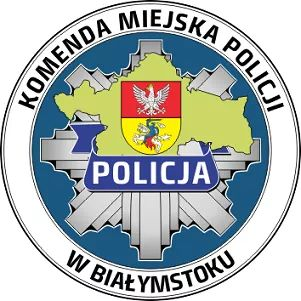 KOMENDA MIEJSKA POLICJI
POLICJA
W BIAŁYMSTOKU